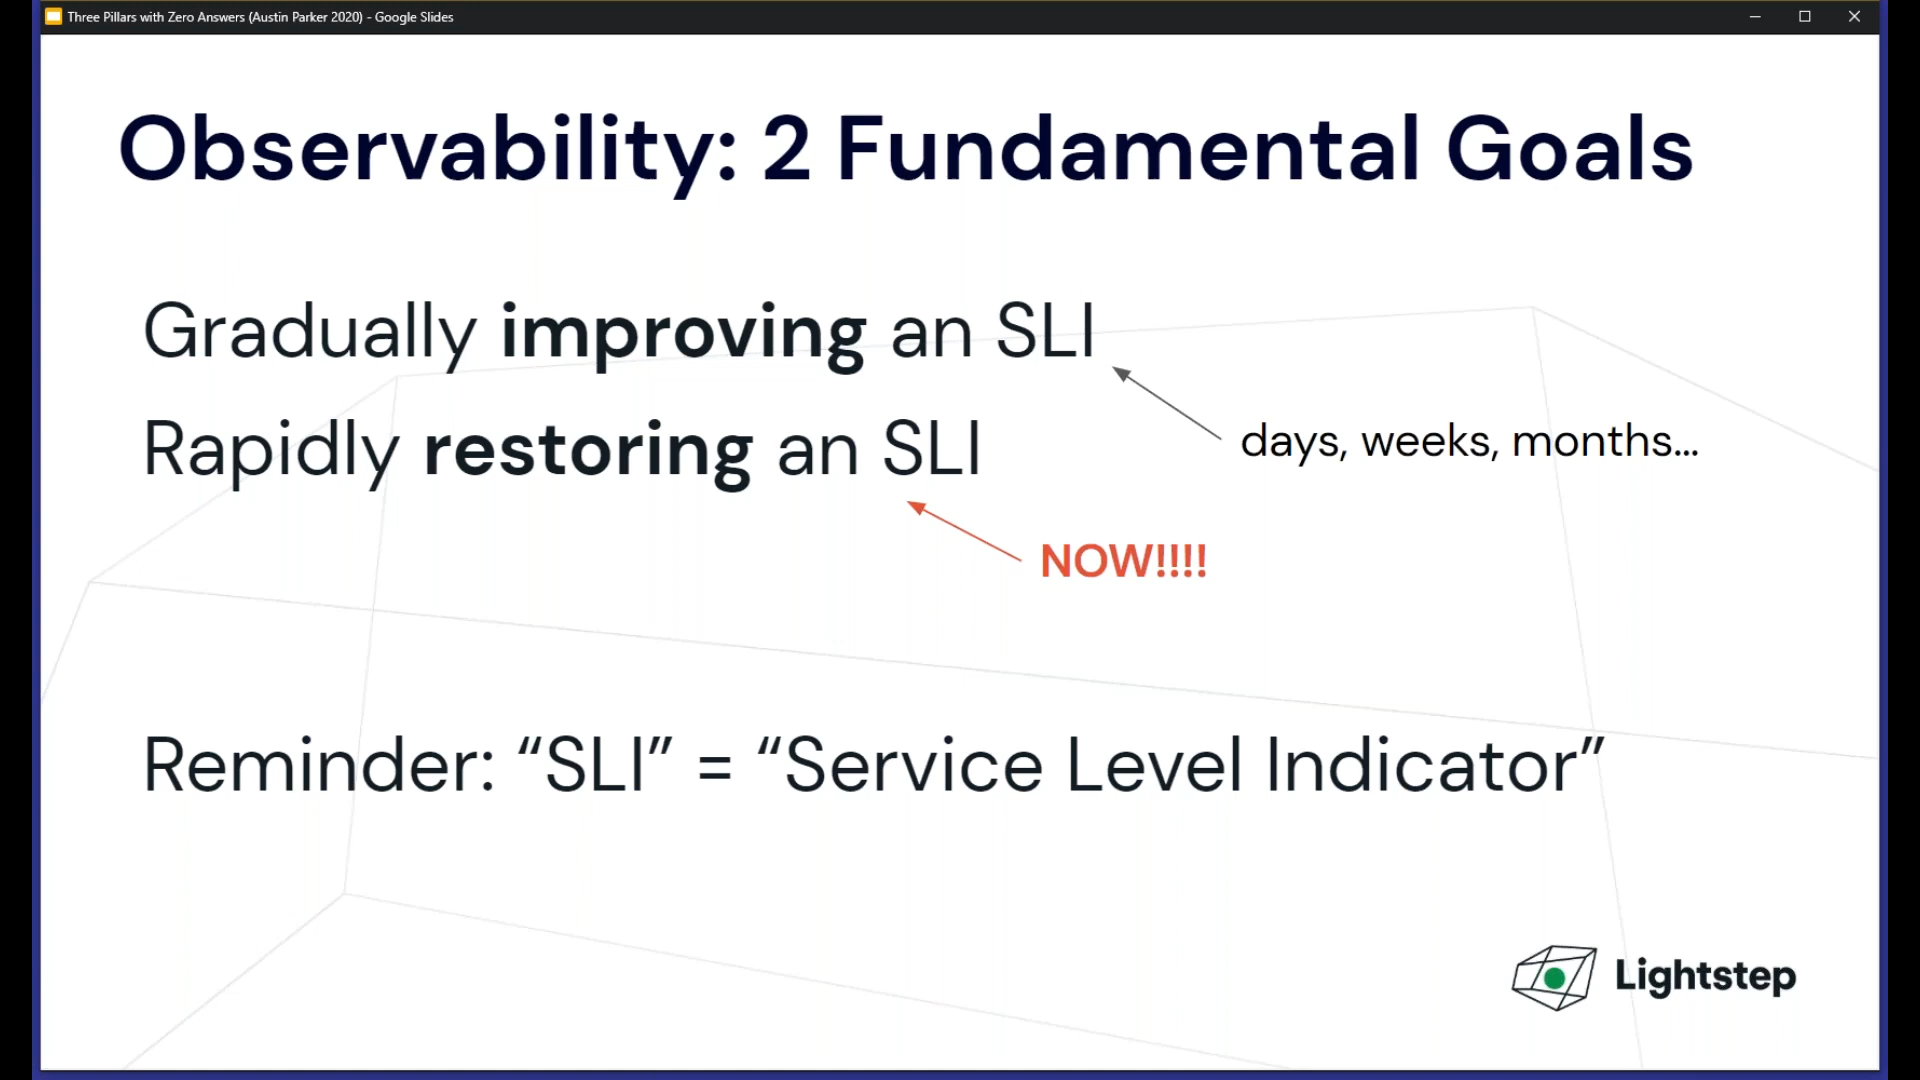 Three Pillars with Zero Answers (Austin Parker 2020) - Google Slides
Observability: 2 Fundamental Goals
Gradually improving an SLI
days, weeks, months...
Rapidly restoring an SLI
NOW!!!!
Reminder: “SLI” = “Service Level Indicator”
Lightstep